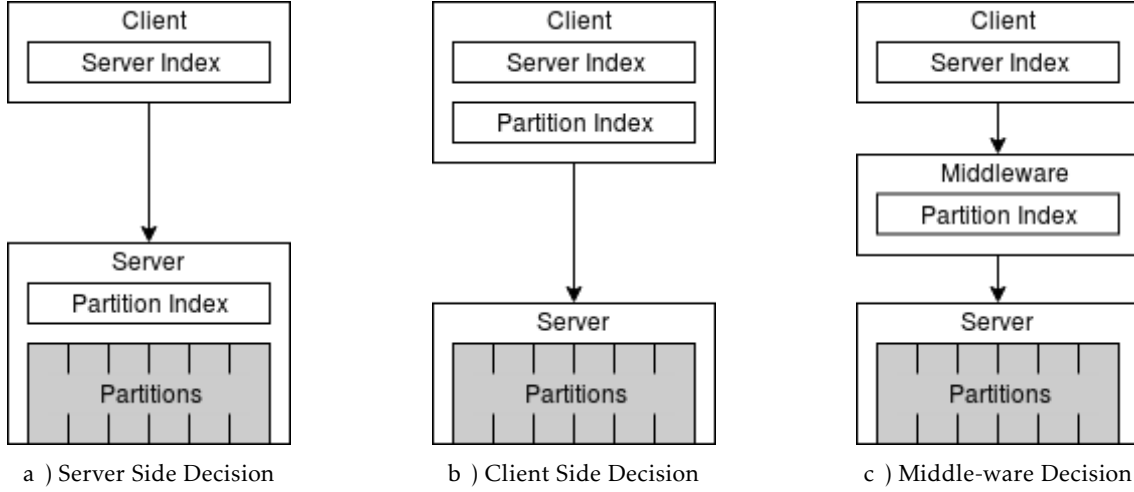 Client
Server Index
Server
Partition Index
Partitions
a ) Server Side Decision
Client
Server Index
Partition Index
Server
Partitions
b ) Client Side Decision
Client
Server Index
Middleware
Partition Index
Server
Partitions
c ) Middle-ware Decision